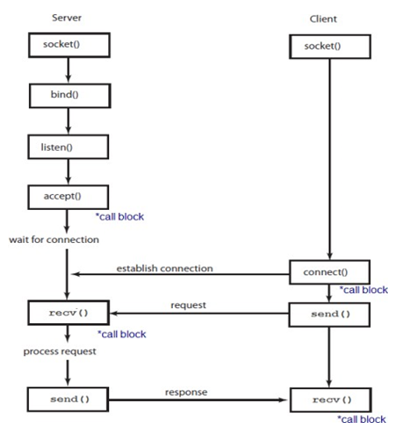 Server
Client
socket()
socket()
bind()
listen()
accept()
*call block
wait for connection
establish connection
connect()
*call block
recv()
request
send()
*call block
process request
send()
response
recv()
*call block